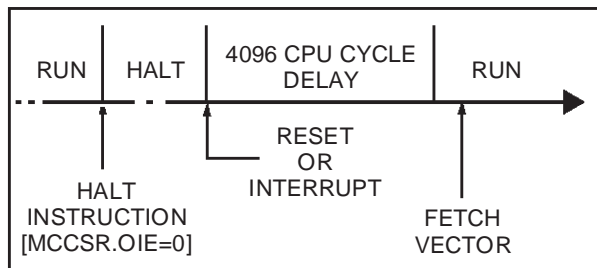 RUN
HALT
4096 CPU CYCLE
DELAY
RUN
RESET
OR
INTERRUPT
HALT
INSTRUCTION
[MCCSR.OIE=0]
FETCH
VECTOR